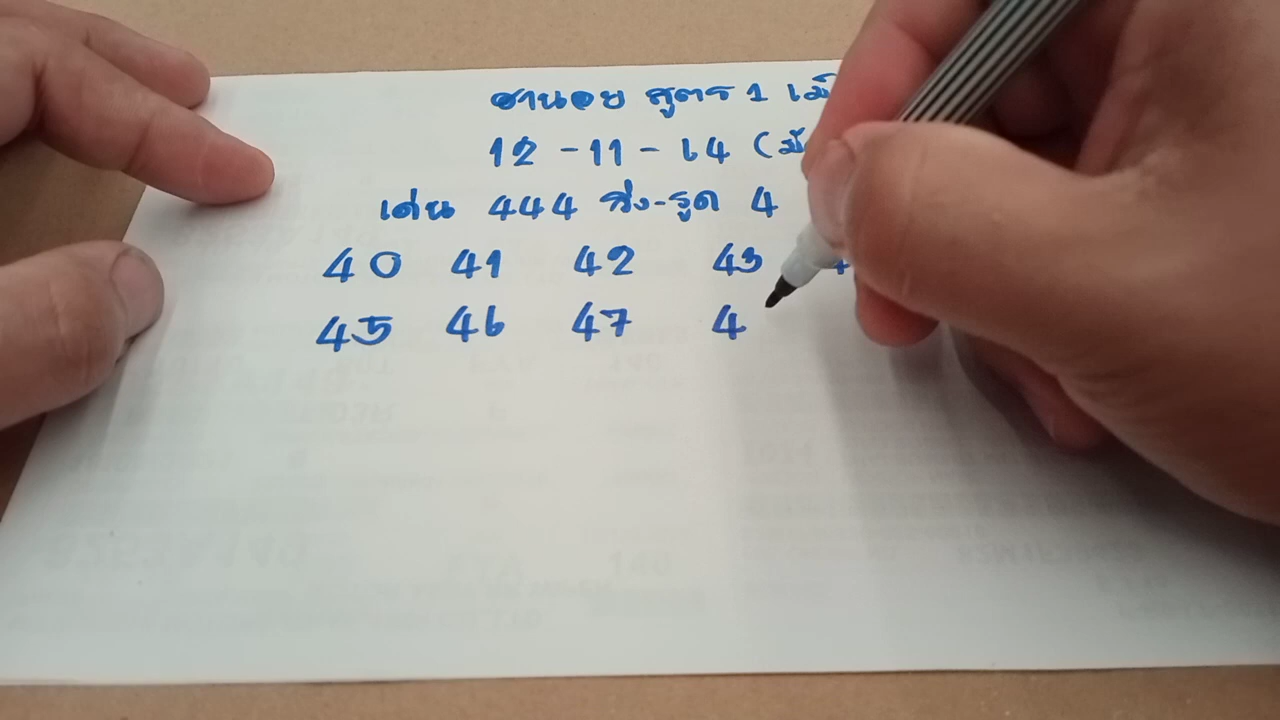 ฮานอย สูตร 1
12 - 11 - 64
เด่น 444 วิ่ง-รูด 4
40 41 42 43
45 46 47 4